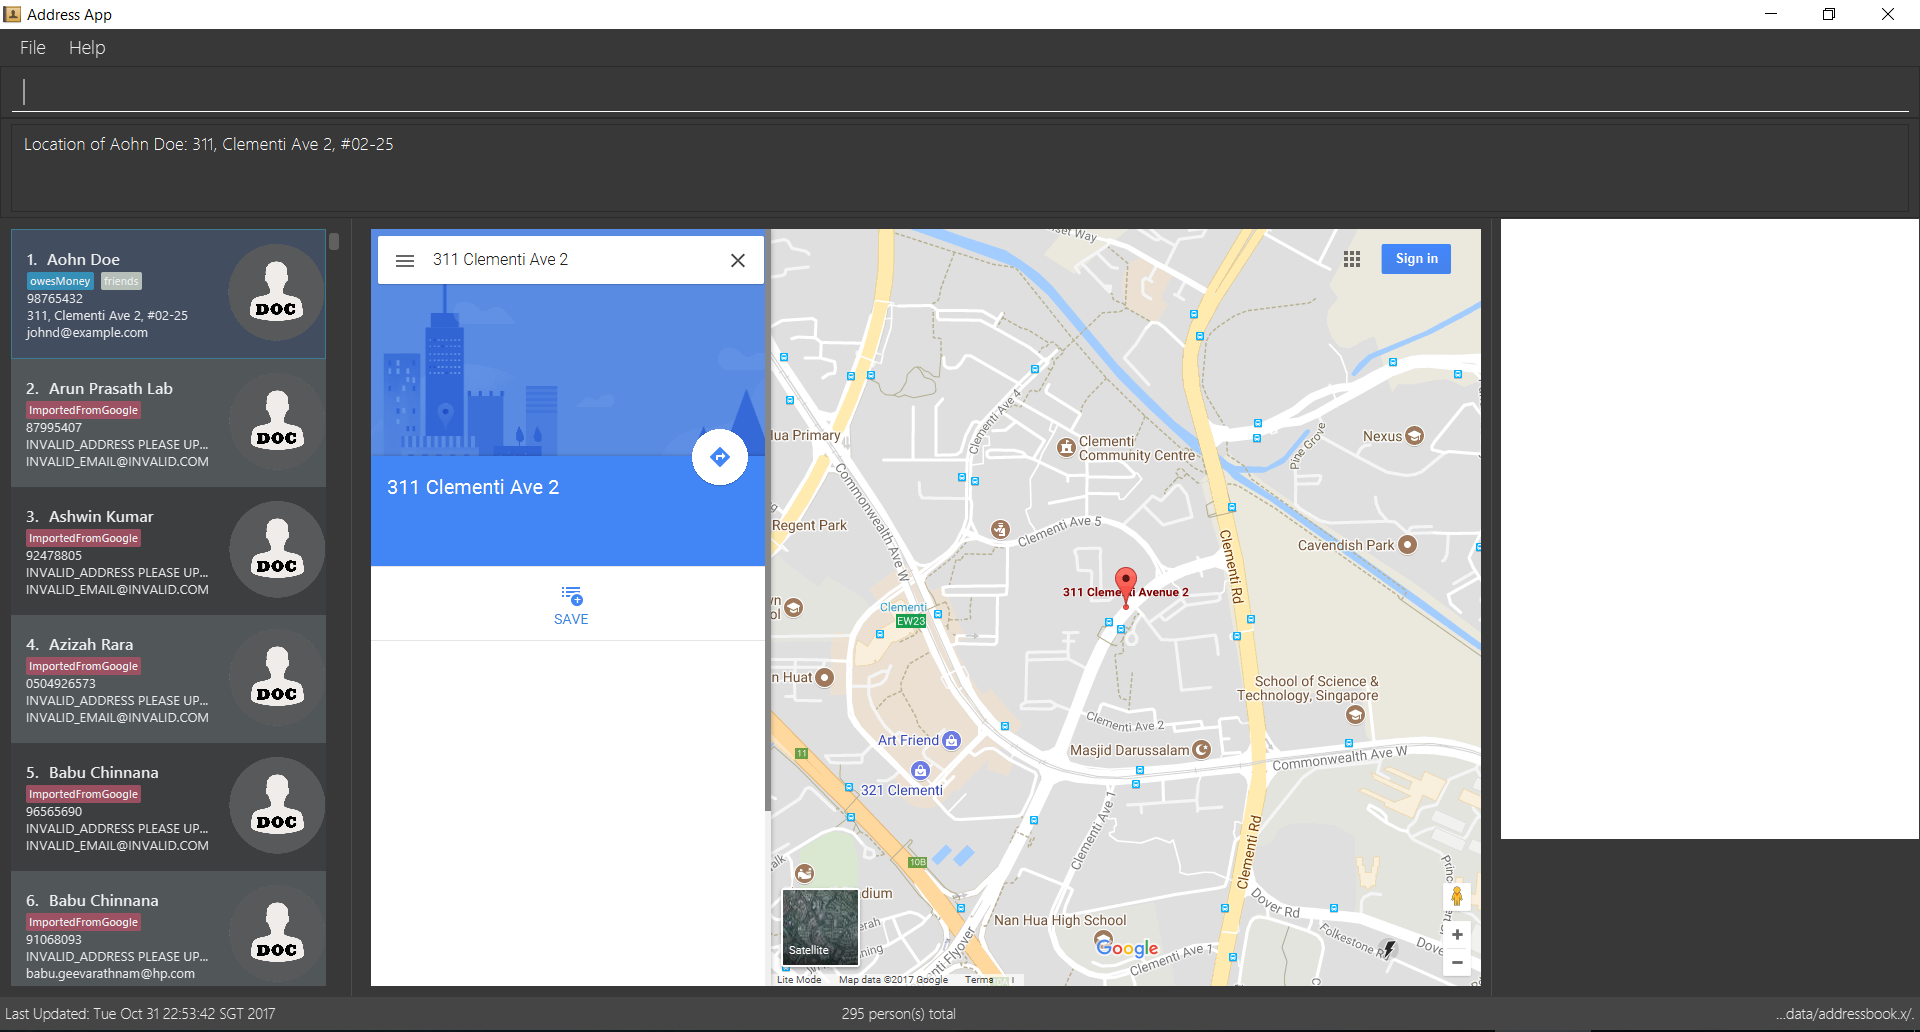 Address App
File Help
Location of Aohn Doe: 311, Clementi Ave 2, #02-25
1. Aohn Doe
owesMoney friends
98765432
311, Clementi Ave 2, #02-25
johnd@example.com
DOC
2. Arun Prasath Lab
ImportedFromGoogle
87995407
INVALID_ADDRESS PLEASE UP...
INVALID_EMAIL@INVALID.COM
DOC
3. Ashwin Kumar
ImportedFromGoogle
92478805
INVALID_ADDRESS PLEASE UP...
INVALID_EMAIL@INVALID.COM
DOC
4. Azizah Rara
ImportedFromGoogle
0504926573
INVALID_ADDRESS PLEASE UP...
INVALID_EMAIL@INVALID.COM
DOC
5. Babu Chinnana
ImportedFromGoogle
96565690
INVALID_ADDRESS PLEASE UP...
INVALID_EMAIL@INVALID.COM
DOC
6. Babu Chinnana
ImportedFromGoogle
91068093
INVALID_ADDRESS PLEASE UP...
babu.geevarathnam@hp.com
DOC
311 Clementi Ave 2
311 Clementi Ave 2
SAVE
set Way
Sign in
Clementi Ave 4
Hua Primary
Clementi
Community Centre
Nexus
Pine Grove
Commonwealth Ave W
Regent Park
Clementi Ave 5
Clementi Rd
Cavendish Park
311 Clementi Avenue 2
Clementi
EW23
n Huat
School of Science &
Technology, Singapore
Clementi Ave 2
Art Friend
Masjid Darussalam
Commonwealth Ave W
11
321 Clementi
Clementi Ave 1
Clementi Rd
10B
dium
Dover Rd
Nan Hua High School
Folkestone Rd
Dove
Satellite
nti Flyover
Google
Clementi Ave 1
Lite Mode Map data ©2017 Google Terms
Last Updated: Tue Oct 31 22:53:42 SGT 2017
295 person(s) total
...data/addressbook.x/.